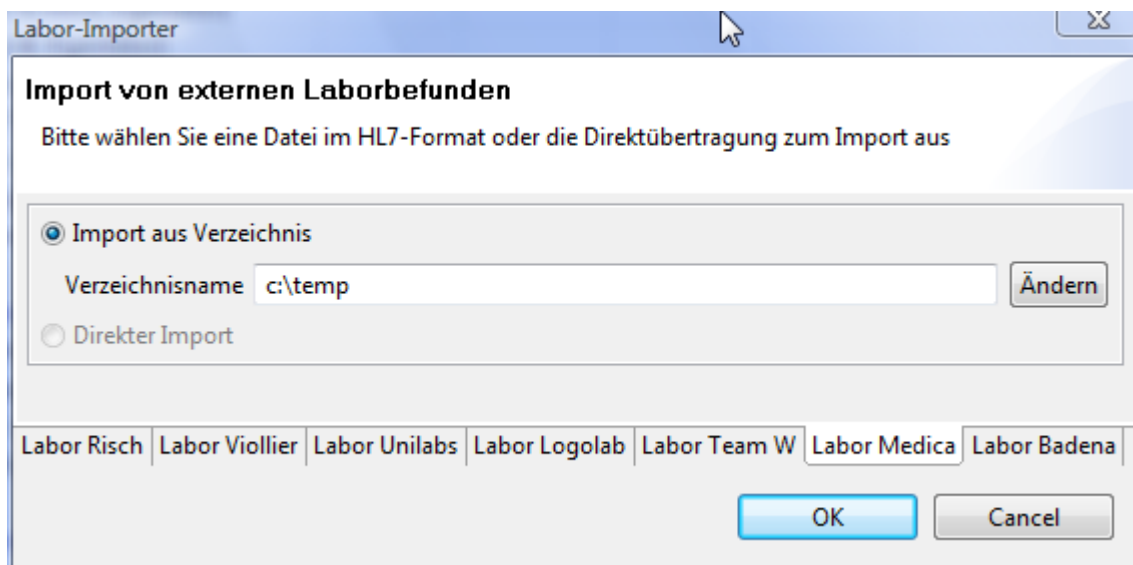 Labor-Importer
Import von externen Laborbefunden
Bitte wählen Sie eine Datei im HL7-Format oder die Direktübertragung zum Import aus
Import aus Verzeichnis
Verzeichnisname c:\temp Ändern
Direkter Import
Labor Risch Labor Viollier Labor Unilabs Labor Logolab Labor Team W Labor Medica Labor Badena
OK Cancel